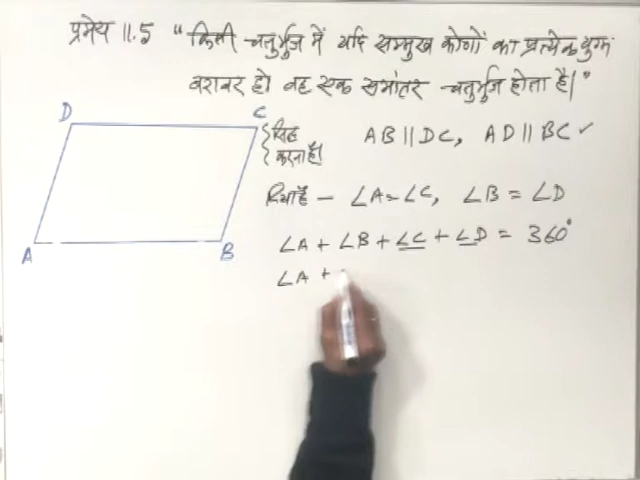 प्रमेय 11.5 "किसी चतुर्भुज में यदि सम्मुख कोणों का प्रत्येक युग्म
बराबर हो वह एक समांतर चतुर्भुज होता है।"
D C
सिद्ध करना है। AB || DC, AD || BC ✓
दिया है – ∠A = ∠C, ∠B = ∠D
∠A + ∠B + ∠C + ∠D = 360°
A B
∠A +